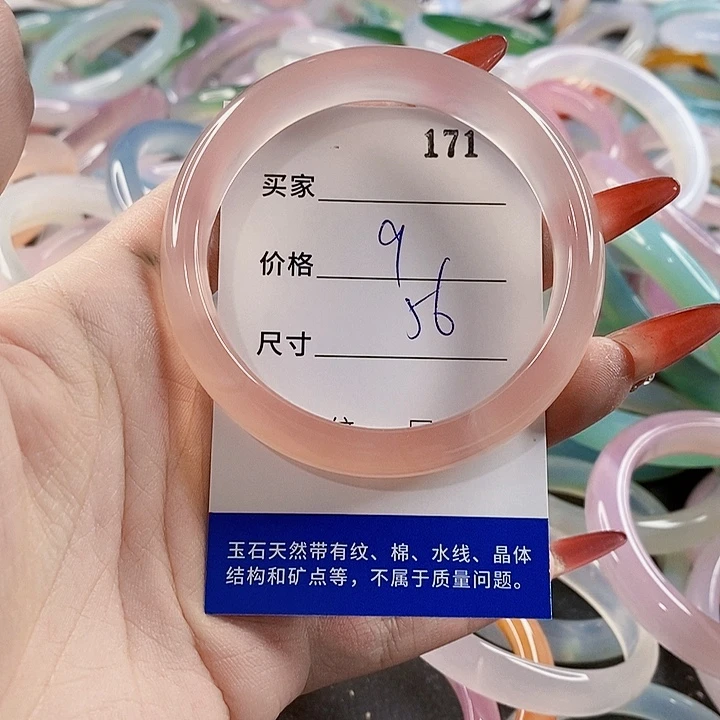 171
买家
价格 9
尺寸 56
玉石天然带有纹、棉、水线、晶体
结构和矿点等，不属于质量问题。